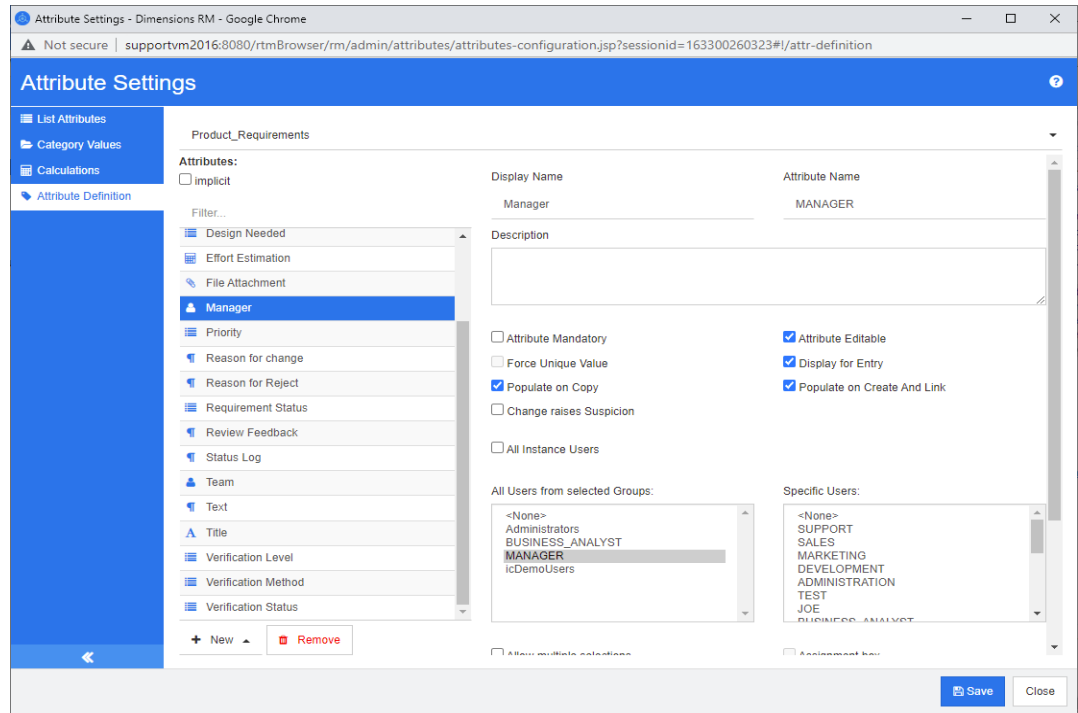 Attribute Settings - Dimensions RM - Google Chrome
Not secure | supportvm2016:8080/rtmBrowser/rm/admin/attributes/attributes-configuration.jsp?sessionid=163300260323#!/attr-definition
Attribute Settings
List Attributes
Category Values
Calculations
Attribute Definition
Product_Requirements
Attributes:
implicit
Filter...
Design Needed
Effort Estimation
File Attachment
Manager
Priority
Reason for change
Reason for Reject
Requirement Status
Review Feedback
Status Log
Team
Text
Title
Verification Level
Verification Method
Verification Status
New
Remove
Display Name
Attribute Name
Manager
MANAGER
Description
Attribute Mandatory
Attribute Editable
Force Unique Value
Display for Entry
Populate on Copy
Populate on Create And Link
Change raises Suspicion
All Instance Users
All Users from selected Groups:
<None>
Administrators
BUSINESS_ANALYST
MANAGER
icDemoUsers
Specific Users:
<None>
SUPPORT
SALES
MARKETING
DEVELOPMENT
ADMINISTRATION
TEST
JOE
BUSINESS_ANALYST
Allow multiple selections
Assignment box
Save
Close